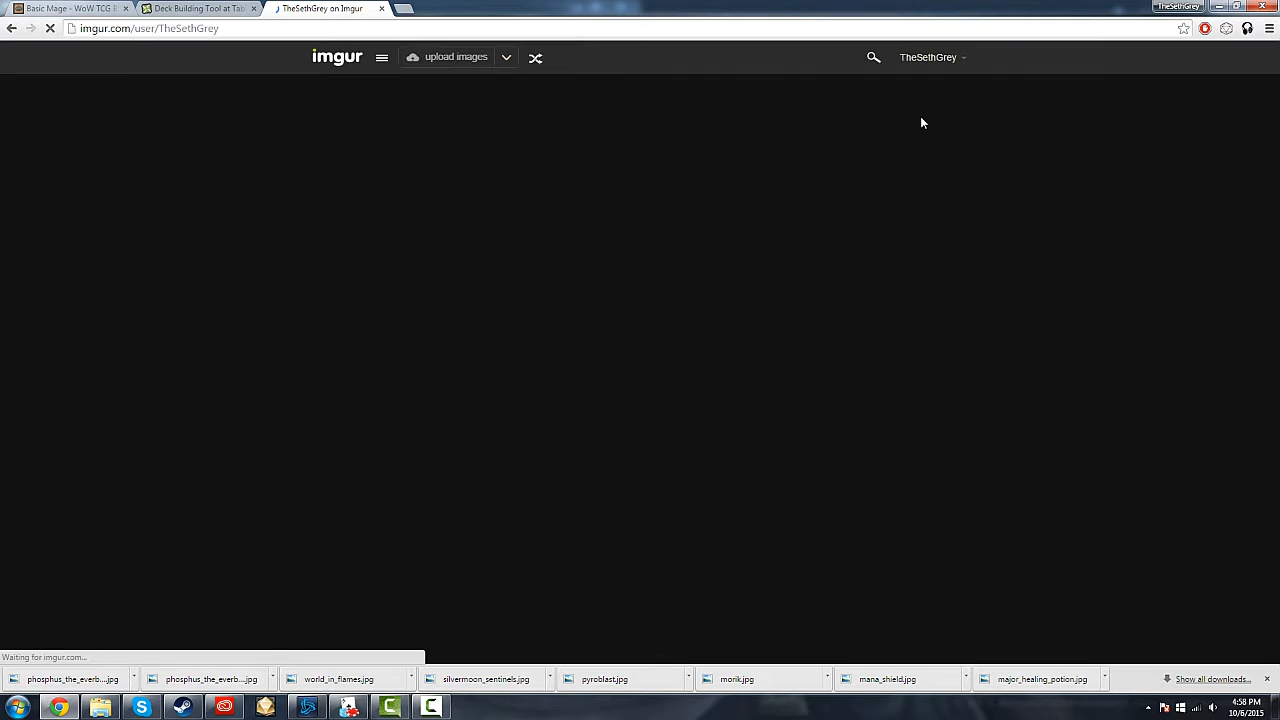 Basic Mage - WoW TCG B
Deck Building Tool at Tab
TheSethGrey on Imgur
TheSethGrey
imgur.com/user/TheSethGrey
imgur
upload images
TheSethGrey
Waiting for imgur.com...
phosphus_the_everb....jpg
phosphus_the_everb....jpg
world_in_flames.jpg
silvermoon_sentinels.jpg
pyroblast.jpg
morik.jpg
mana_shield.jpg
major_healing_potion.jpg
Show all downloads...
4:58 PM
10/6/2015